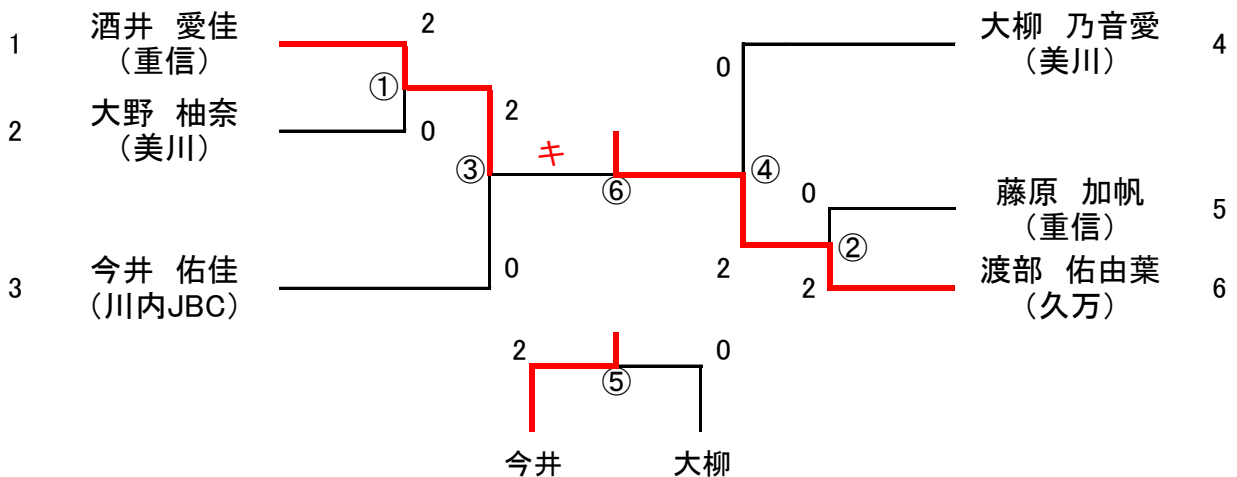 1
酒井　愛佳
（重信）
2
①
2
大野　柚奈
（美川）
0
2
③
キ
⑥
3
今井　佑佳
（川内JBC）
0
0
大柳　乃音愛
（美川）
4
④
0
藤原　加帆
（重信）
5
②
2
2
渡部　佑由葉
（久万）
6
2
0
⑤
今井
大柳